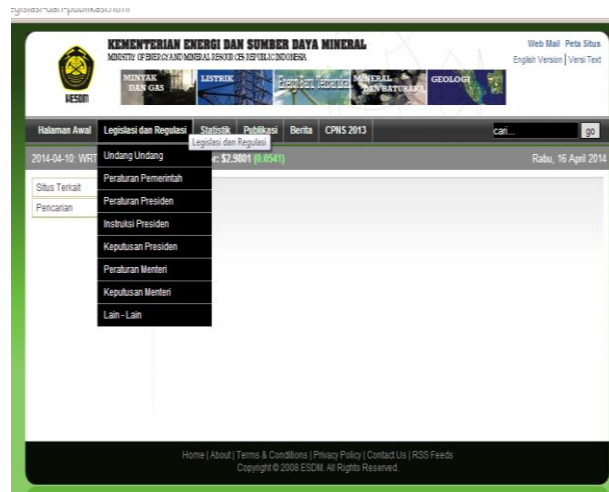 KEMENTERIAN ENERGI DAN SUMBER DAYA MINERAL
MINISTRY OF ENERGY AND MINERAL RESOURCES REPUBLIC INDONESIA
Web Mail Peta Situs
English Version | Versi Text
KESDM
MINYAK DAN GAS
LISTRIK
Energi Baru Terbarukan
MINERAL DAN BATUBARA
GEOLOGI
Halaman Awal Legislasi dan Regulasi Statistik Publikasi Berita CPNS 2013 cari... go
Legislasi dan Regulasi
2014-04-10: WRT
$2.9801 (0.0541)
Rabu, 16 April 2014
Situs Terkait
Pencarian
Undang Undang
Peraturan Pemerintah
Peraturan Presiden
Instruksi Presiden
Keputusan Presiden
Peraturan Menteri
Keputusan Menteri
Lain - Lain
Home | About | Terms & Conditions | Privacy Policy | Contact Us | RSS Feeds
Copyright © 2008 ESDM. All Rights Reserved.